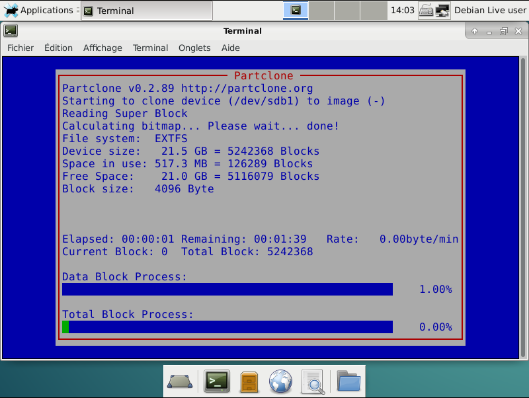 Applications : Terminal 14:03 Debian Live user
Terminal
Fichier Édition Affichage Terminal Onglets Aide
Partclone
Partclone v0.2.89 http://partclone.org
Starting to clone device (/dev/sdb1) to image (-)
Reading Super Block
Calculating bitmap... Please wait... done!
File system:  EXTFS
Device size:   21.5 GB = 5242368 Blocks
Space in use: 517.3 MB = 126289 Blocks
Free Space:    21.0 GB = 5116079 Blocks
Block size:   4096 Byte
Elapsed: 00:00:01 Remaining: 00:01:39   Rate:   0.00byte/min
Current Block: 0  Total Block: 5242368
Data Block Process:
1.00%
Total Block Process:
0.00%